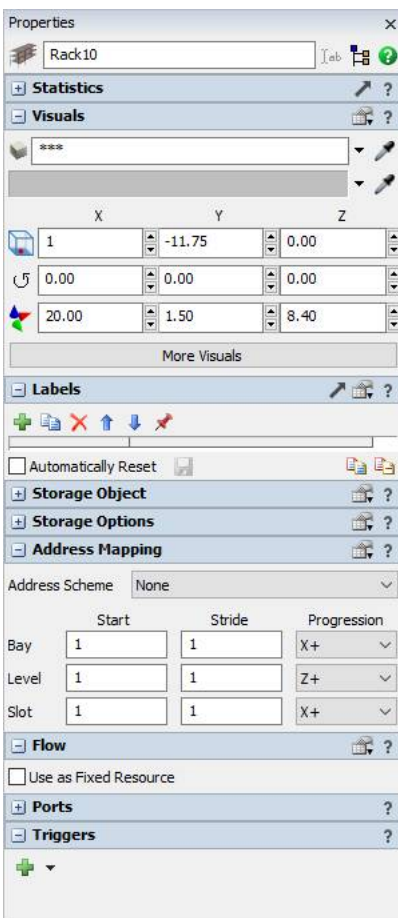 Properties
Rack10
ab
Statistics ?
Visuals ?
***
X Y Z
1 -11.75 0.00
0.00 0.00 0.00
20.00 1.50 8.40
More Visuals
Labels ?
Automatically Reset
Storage Object ?
Storage Options ?
Address Mapping ?
Address Scheme None
Start Stride Progression
Bay 1 1 X+
Level 1 1 Z+
Slot 1 1 X+
Flow ?
Use as Fixed Resource
Ports ?
Triggers ?